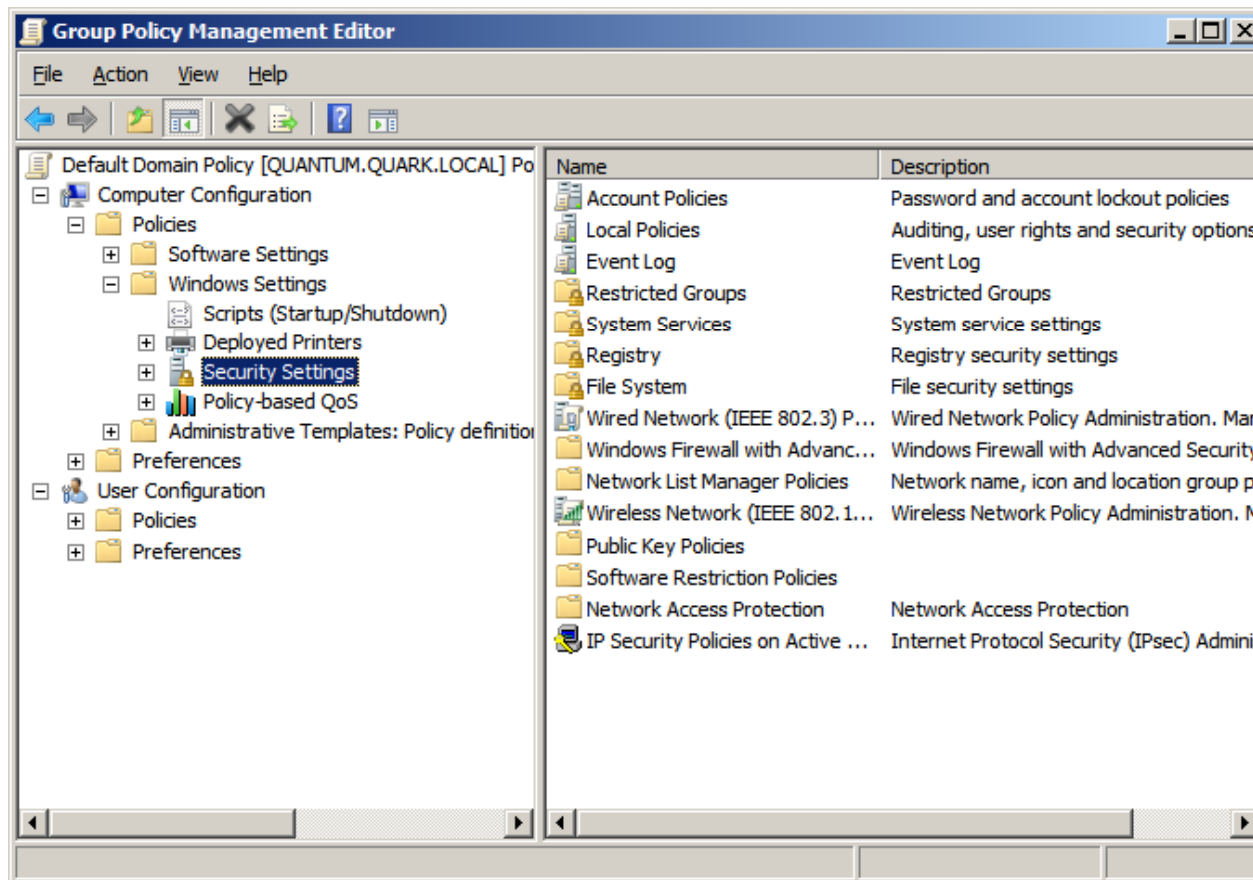 Group Policy Management Editor
File Action View Help
Default Domain Policy [QUANTUM.QUARK.LOCAL] Po
Computer Configuration
Policies
Software Settings
Windows Settings
Scripts (Startup/Shutdown)
Deployed Printers
Security Settings
Policy-based QoS
Administrative Templates: Policy definition
Preferences
User Configuration
Policies
Preferences
Name Description
Account Policies Password and account lockout policies
Local Policies Auditing, user rights and security options
Event Log Event Log
Restricted Groups Restricted Groups
System Services System service settings
Registry Registry security settings
File System File security settings
Wired Network (IEEE 802.3) P... Wired Network Policy Administration. Mar
Windows Firewall with Advanc... Windows Firewall with Advanced Security
Network List Manager Policies Network name, icon and location group p
Wireless Network (IEEE 802.1... Wireless Network Policy Administration. M
Public Key Policies
Software Restriction Policies
Network Access Protection Network Access Protection
IP Security Policies on Active ... Internet Protocol Security (IPsec) Admini